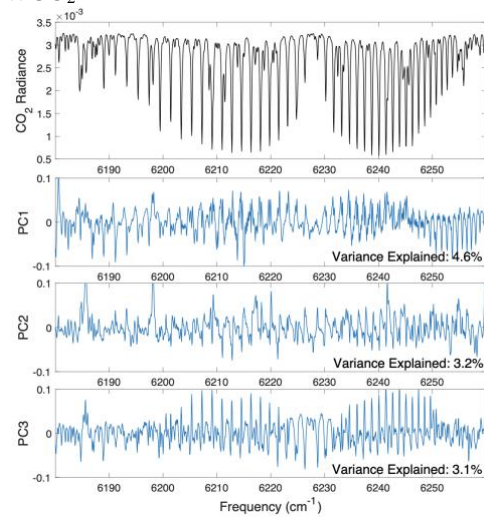 ×10⁻³
3.5
3
2.5
2
1.5
1
0.5
CO₂ Radiance
6190 6200 6210 6220 6230 6240 6250
0.1
0
-0.1
PC1
Variance Explained: 4.6%
6190 6200 6210 6220 6230 6240 6250
0.1
0
-0.1
PC2
Variance Explained: 3.2%
6190 6200 6210 6220 6230 6240 6250
0.1
0
-0.1
PC3
Variance Explained: 3.1%
6190 6200 6210 6220 6230 6240 6250
Frequency (cm⁻¹)